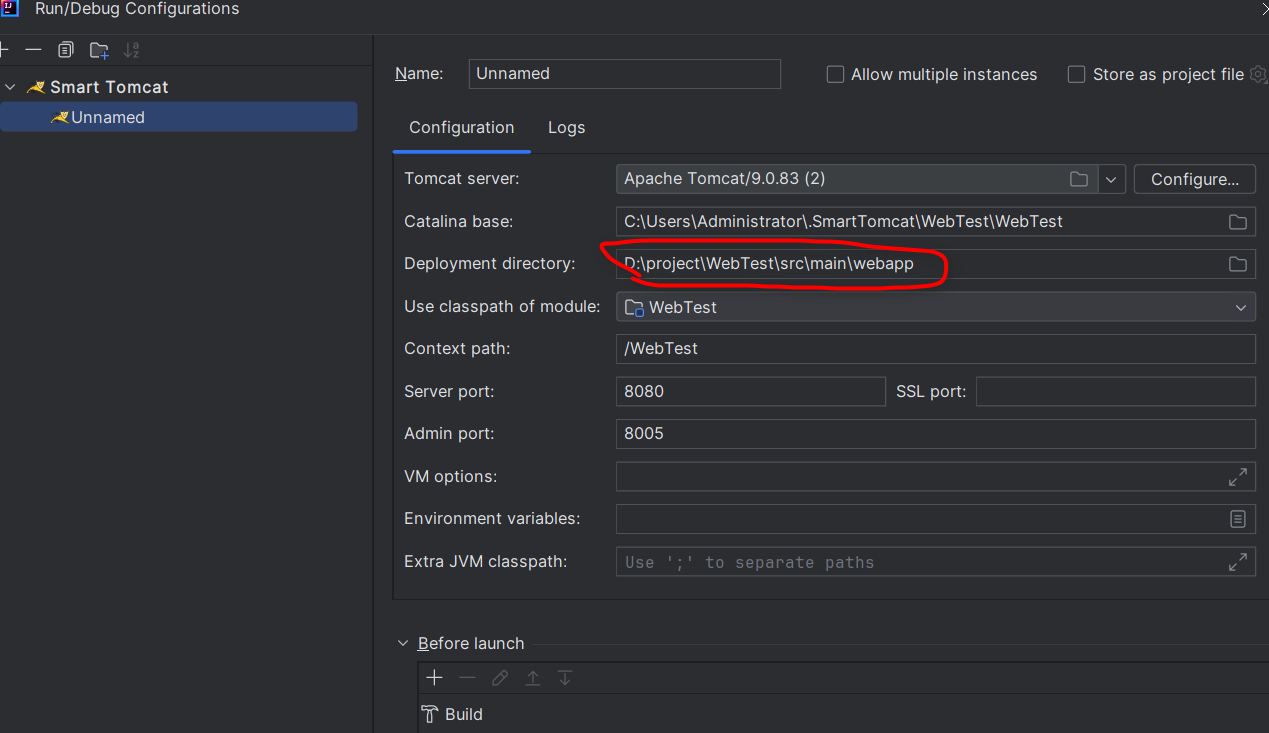 Run/Debug Configurations
Smart Tomcat
Unnamed
Name: Unnamed Allow multiple instances Store as project file
Configuration Logs
Tomcat server: Apache Tomcat/9.0.83 (2) Configure...
Catalina base: C:\Users\Administrator\.SmartTomcat\WebTest\WebTest
Deployment directory: D:\project\WebTest\src\main\webapp
Use classpath of module: WebTest
Context path: /WebTest
Server port: 8080 SSL port:
Admin port: 8005
VM options:
Environment variables:
Extra JVM classpath: Use ';' to separate paths
Before launch
Build